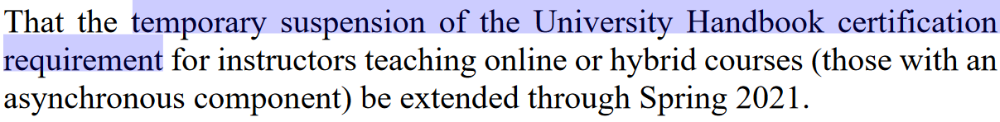 That the temporary suspension of the University Handbook certification
requirement for instructors teaching online or hybrid courses (those with an
asynchronous component) be extended through Spring 2021.